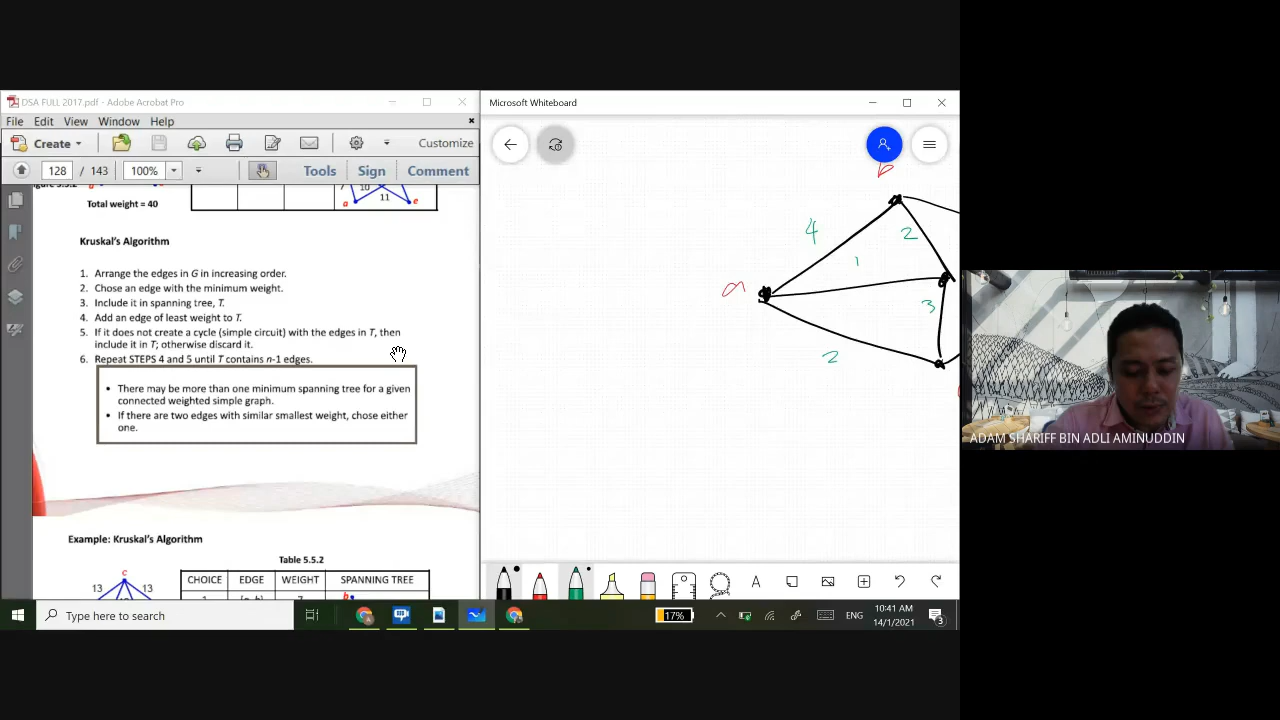 DSA FULL 2017.pdf - Adobe Acrobat Pro
File Edit View Window Help
Create
Customize
128 / 143
100%
Tools
Sign
Comment
Total weight = 40
7
10
11
a
e
Kruskal's Algorithm
1. Arrange the edges in G in increasing order.
2. Chose an edge with the minimum weight.
3. Include it in spanning tree, T.
4. Add an edge of least weight to T.
5. If it does not create a cycle (simple circuit) with the edges in T, then
include it in T; otherwise discard it.
6. Repeat STEPS 4 and 5 until T contains n-1 edges.
• There may be more than one minimum spanning tree for a given
connected weighted simple graph.
• If there are two edges with similar smallest weight, chose either
one.
Example: Kruskal's Algorithm
Table 5.5.2
CHOICE EDGE WEIGHT SPANNING TREE
c
13
13
b
Microsoft Whiteboard
b
4
2
1
a
3
2
ADAM SHARIFF BIN ADLI AMINUDDIN
Type here to search
17%
ENG
10:41 AM
14/1/2021
3